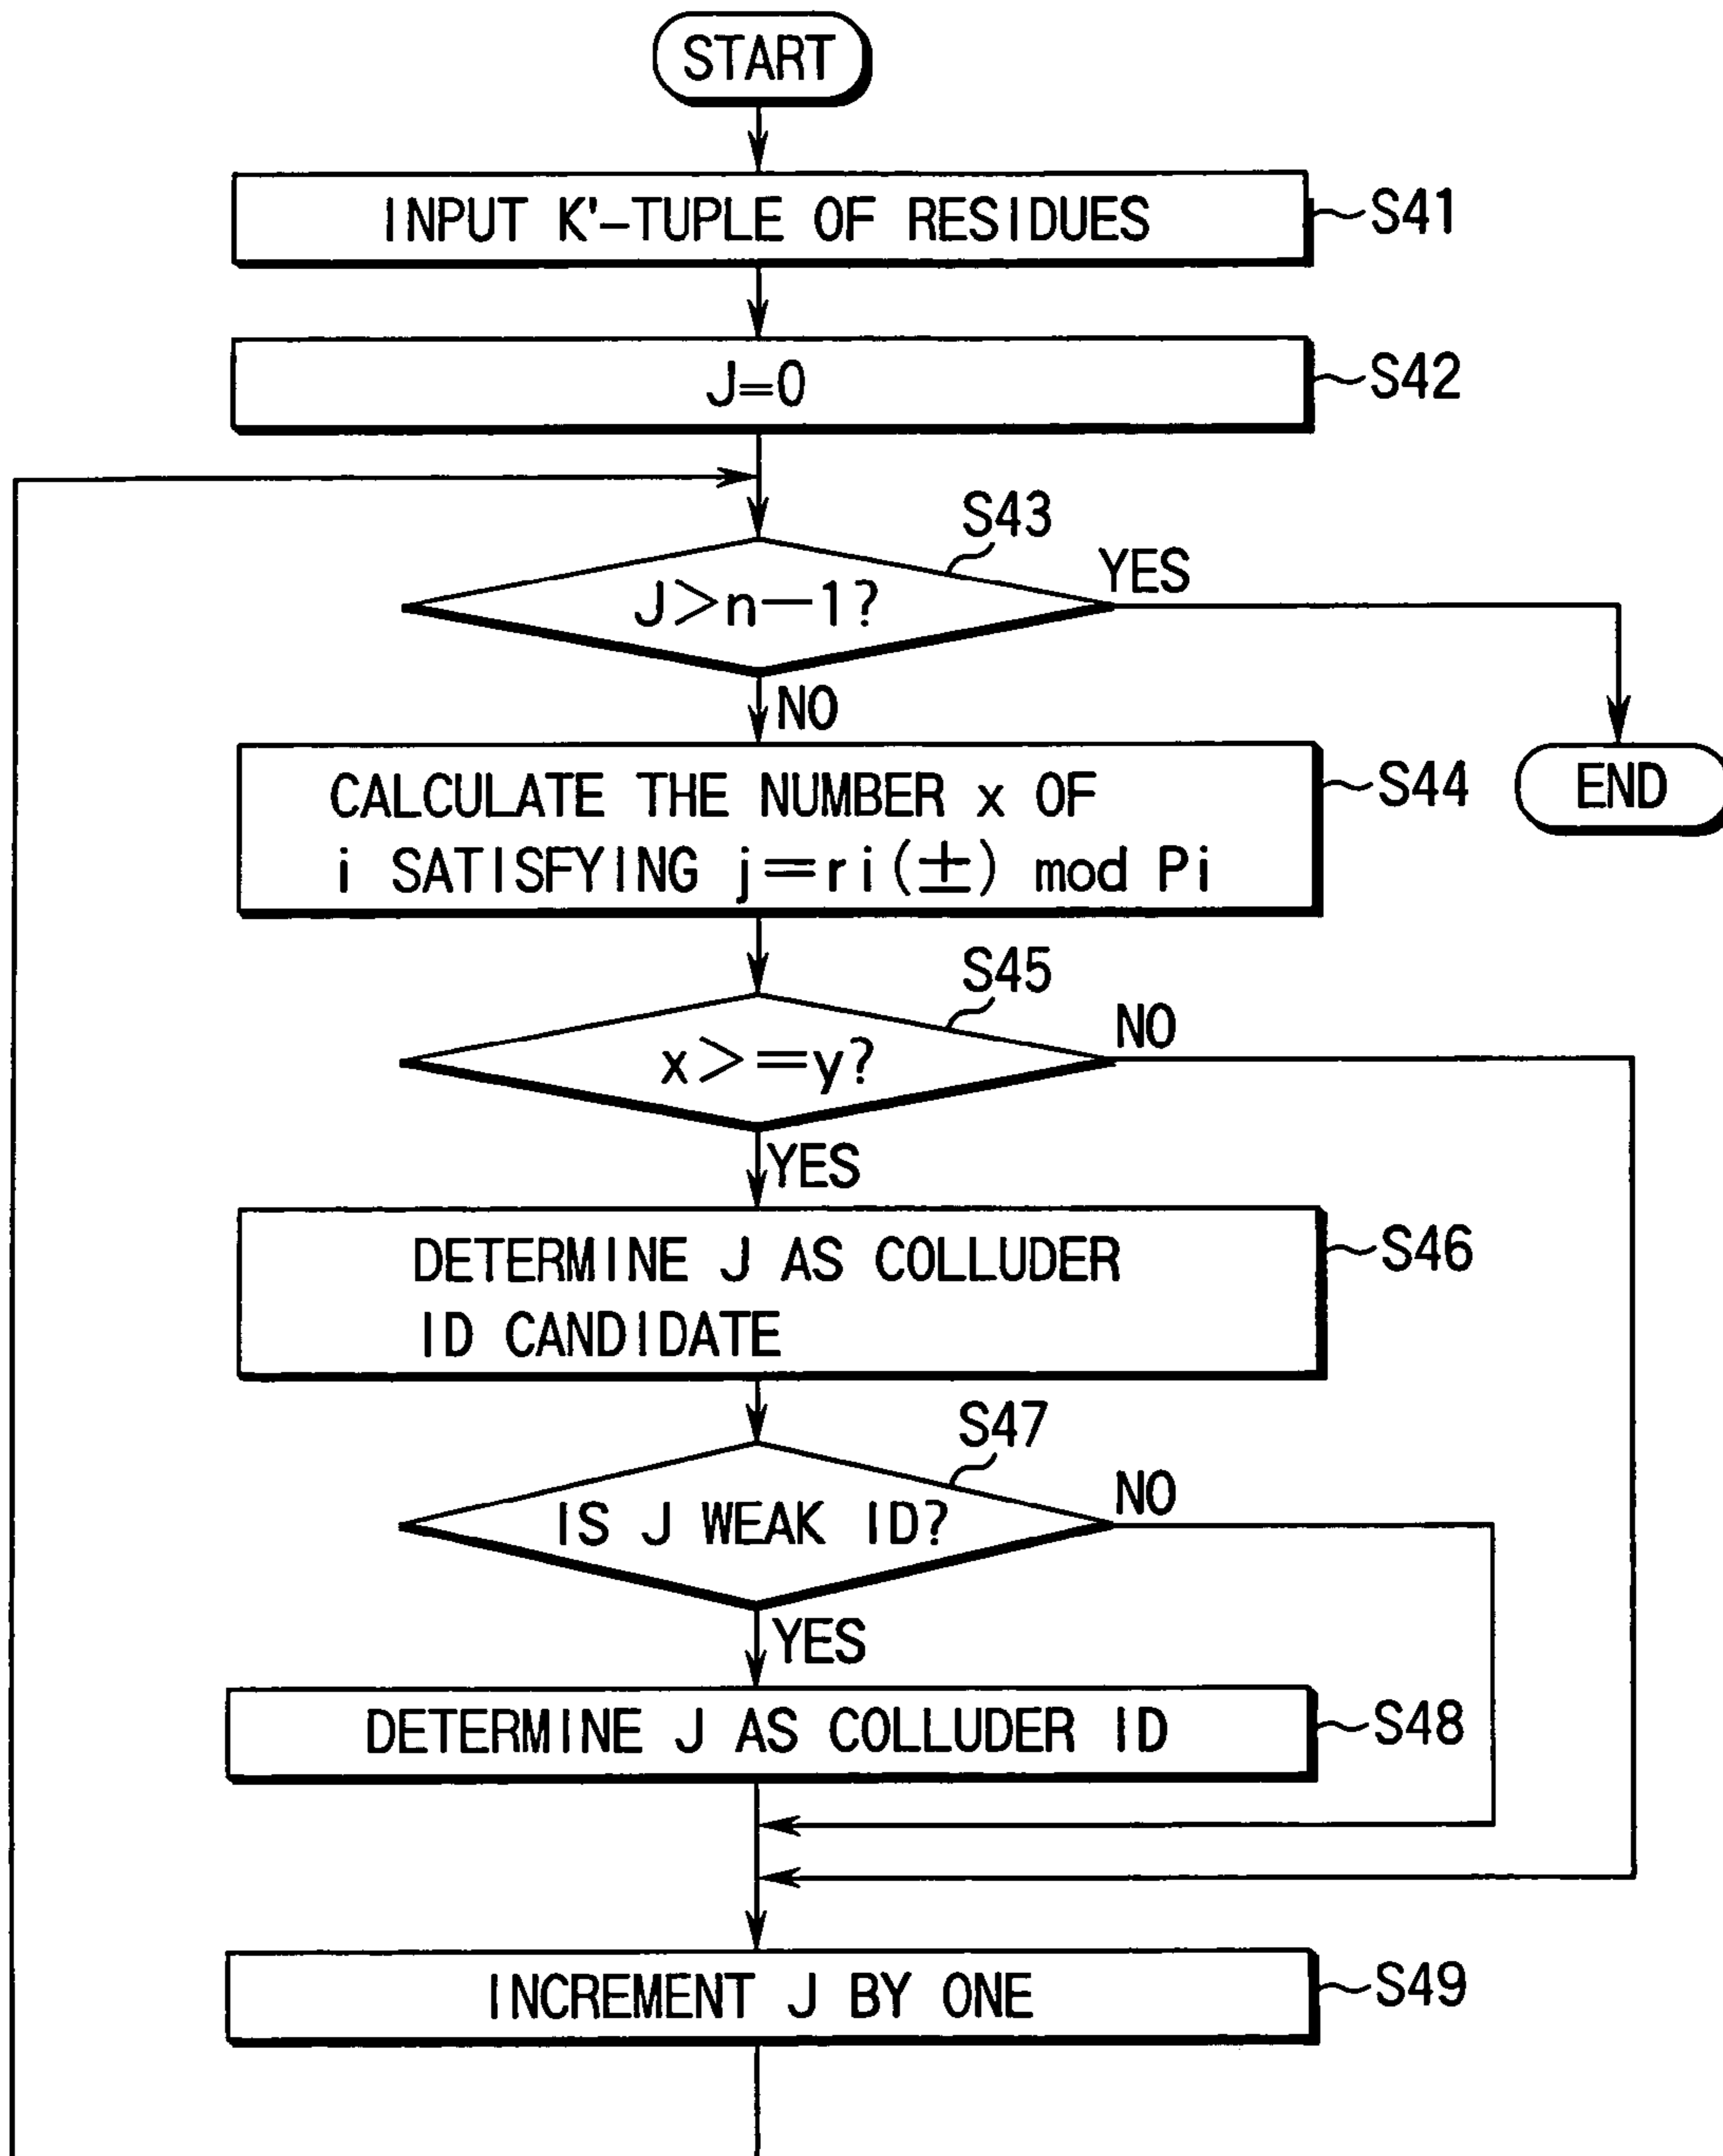 START
INPUT K'-TUPLE OF RESIDUES
S41
J=0
S42
S43
J>n-1?
YES
NO
CALCULATE THE NUMBER x OF
i SATISFYING j=ri(±) mod Pi
S44
END
S45
x>=y?
NO
YES
DETERMINE J AS COLLUDER
ID CANDIDATE
S46
S47
IS J WEAK ID?
NO
YES
DETERMINE J AS COLLUDER ID
S48
INCREMENT J BY ONE
S49